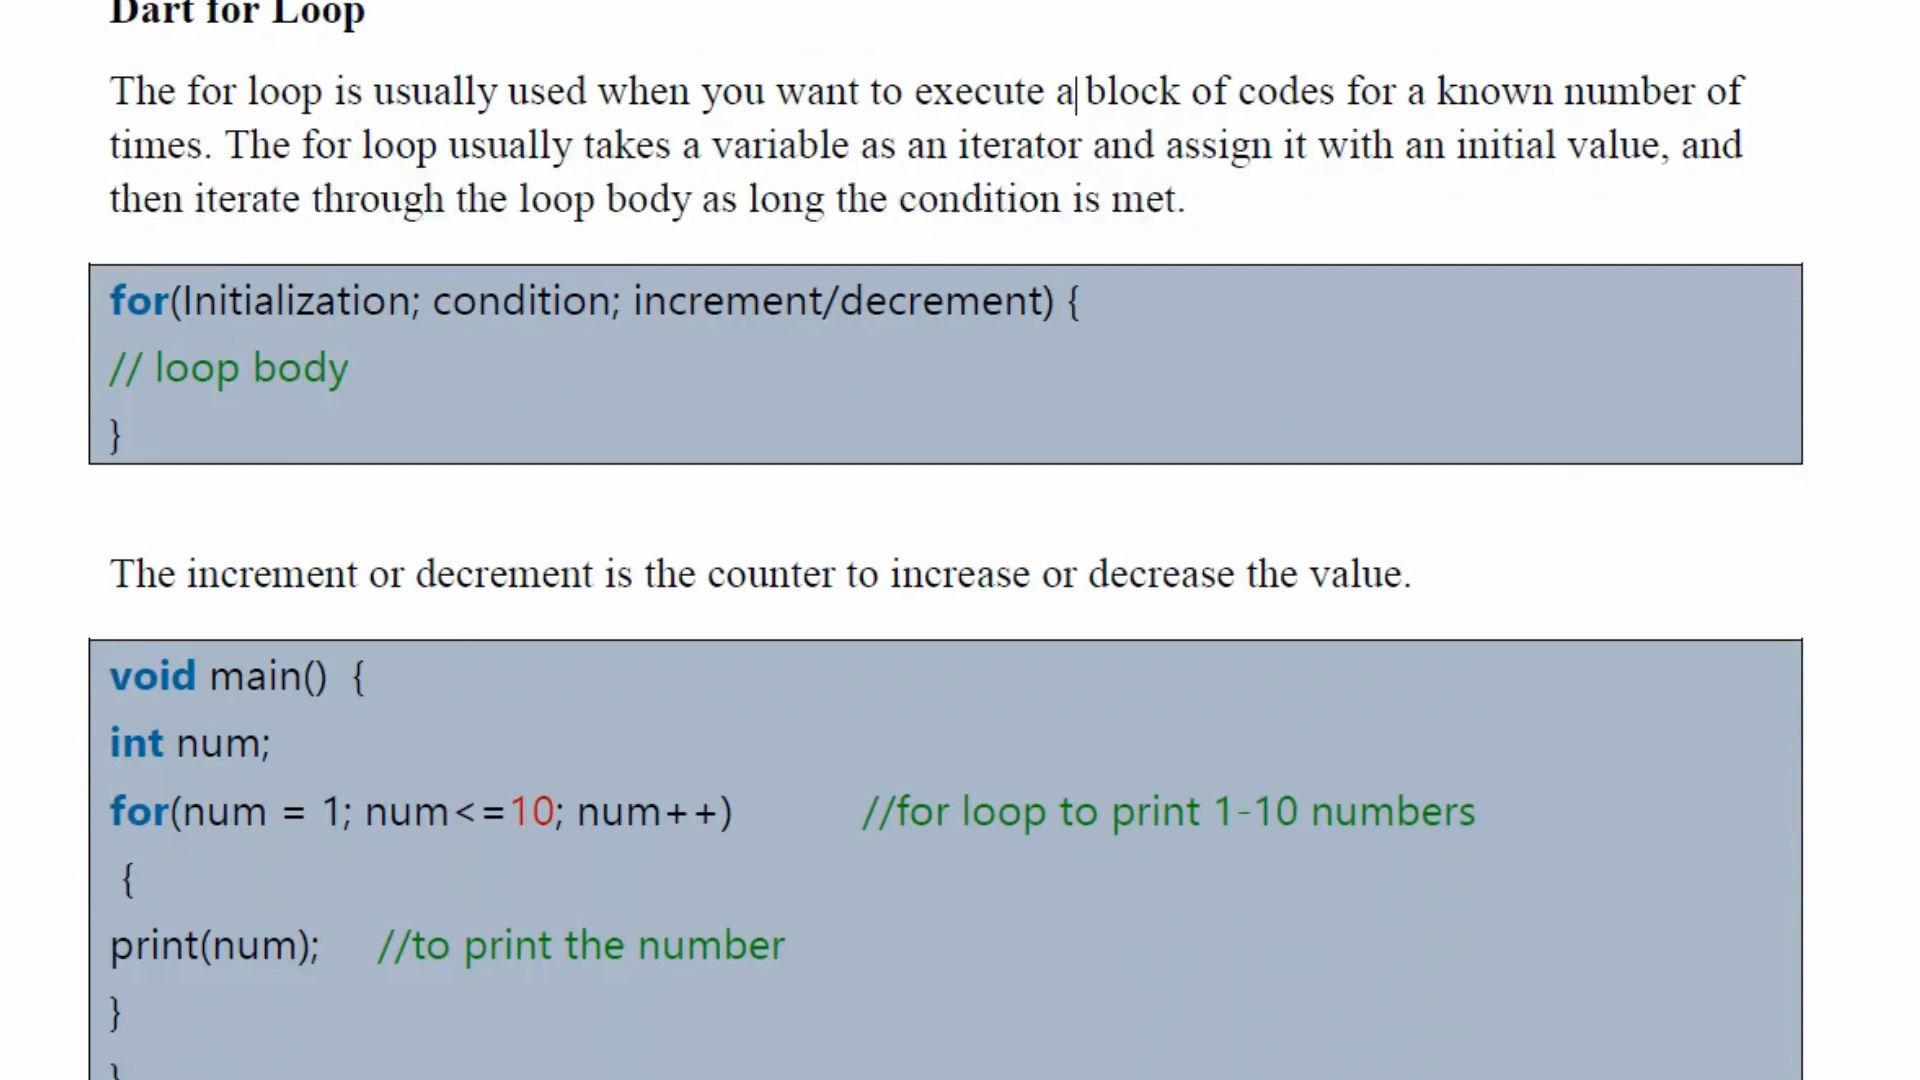 Dart for Loop
The for loop is usually used when you want to execute a block of codes for a known number of
times. The for loop usually takes a variable as an iterator and assign it with an initial value, and
then iterate through the loop body as long the condition is met.
for(Initialization; condition; increment/decrement) {
// loop body
}
The increment or decrement is the counter to increase or decrease the value.
void main()  {
int num;
for(num = 1; num<=10; num++) //for loop to print 1-10 numbers
{
print(num); //to print the number
}
}